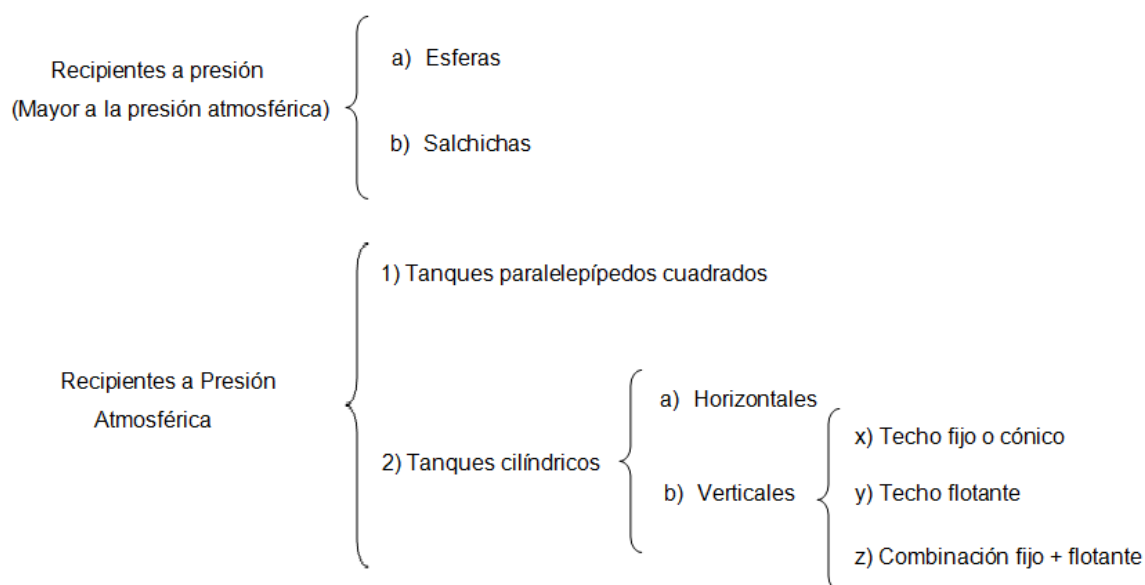 Recipientes a presión
(Mayor a la presión atmosférica)
a) Esferas
b) Salchichas
Recipientes a Presión
Atmosférica
1) Tanques paralelepípedos cuadrados
2) Tanques cilíndricos
a) Horizontales
b) Verticales
x) Techo fijo o cónico
y) Techo flotante
z) Combinación fijo + flotante